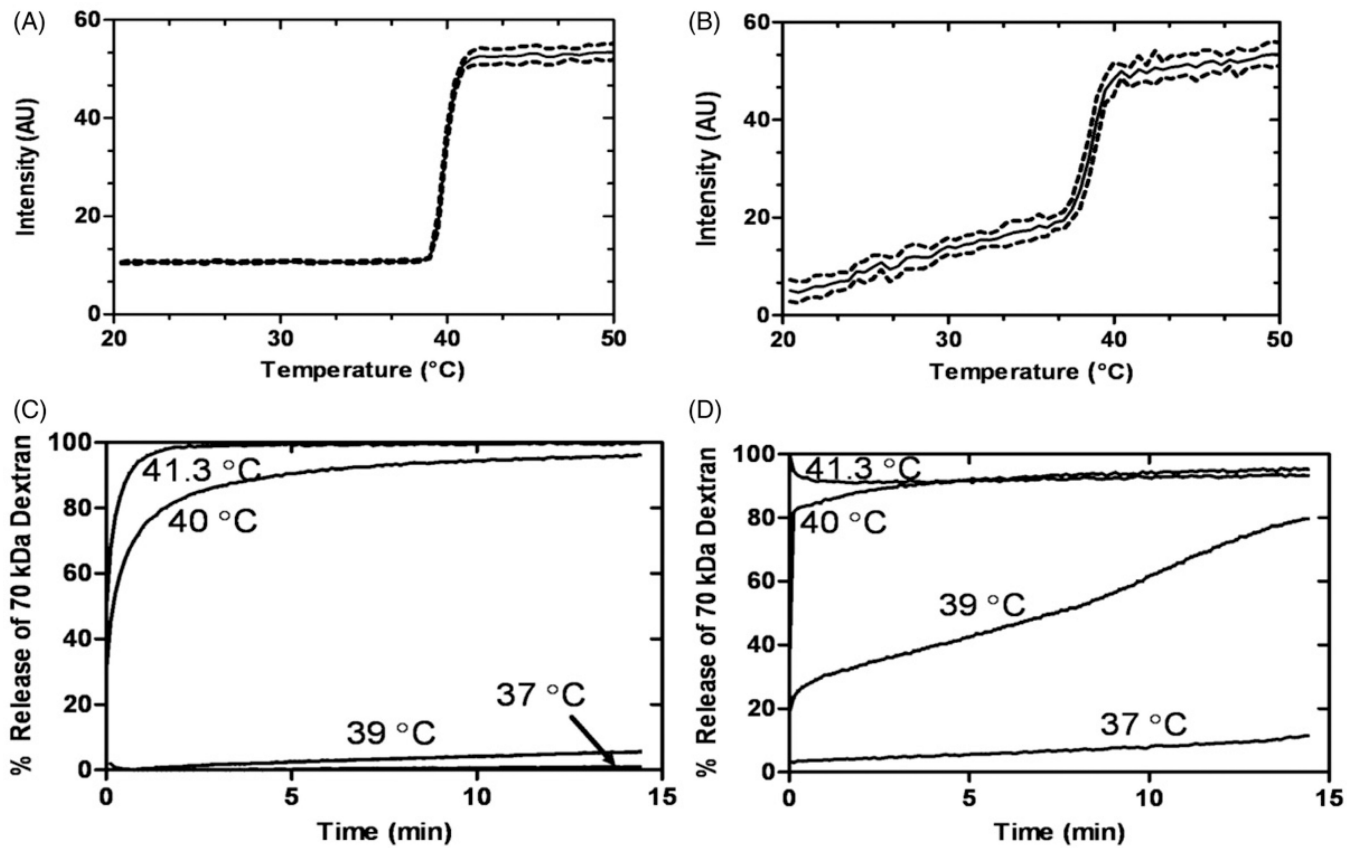 (A)
60
40
20
0
Intensity (AU)
20 30 40 50
Temperature (°C)
(B)
60
40
20
0
Intensity (AU)
20 30 40 50
Temperature (°C)
(C)
100
80
60
40
20
0
% Release of 70 kDa Dextran
41.3 °C
40 °C
37 °C
39 °C
0 5 10 15
Time (min)
(D)
100
80
60
40
20
0
% Release of 70 kDa Dextran
41.3 °C
40 °C
39 °C
37 °C
0 5 10 15
Time (min)